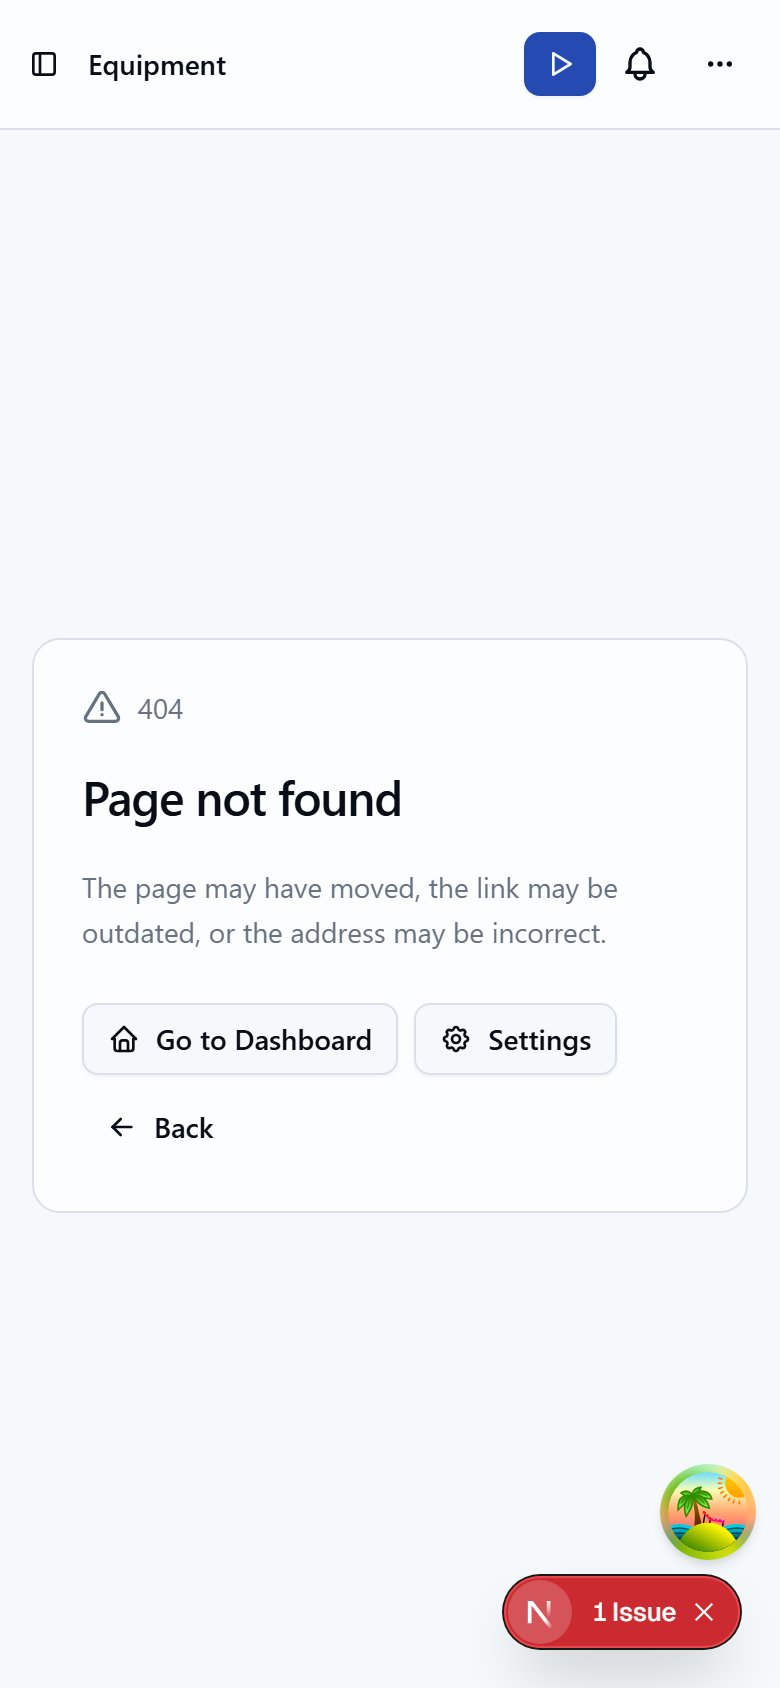 Equipment
404
Page not found
The page may have moved, the link may be
outdated, or the address may be incorrect.
Go to Dashboard
Settings
Back
N
1 Issue